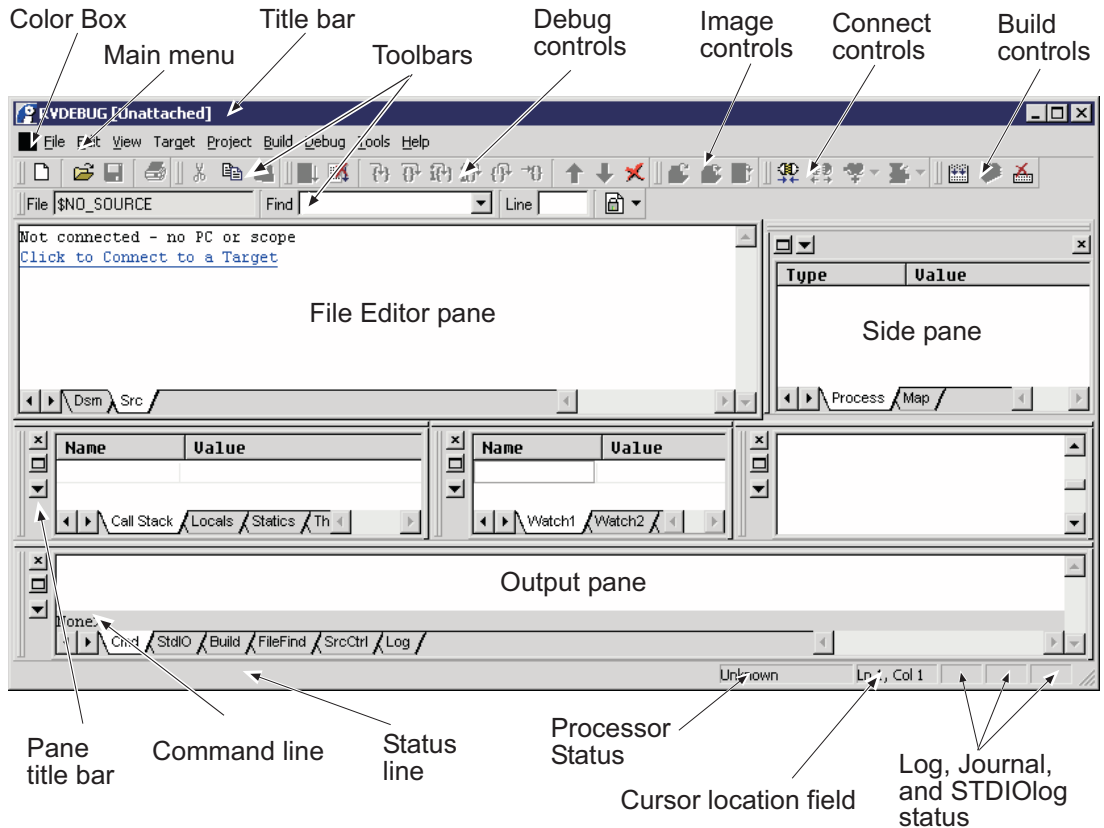 Color Box
Title bar
Debug
controls
Image
controls
Connect
controls
Build
controls
Main menu
Toolbars
RVDEBUG [Unattached]
File Edit View Target Project Build Debug Tools Help
File $NO_SOURCE Find Line
Not connected - no PC or scope
Click to Connect to a Target
File Editor pane
Dsm Src
Type Value
Side pane
Process Map
Name Value
Call Stack Locals Statics Th
Name Value
Watch1 Watch2
Output pane
None>
Cmd StdIO Build FileFind SrcCtrl Log
Unknown Ln 1, Col 1
Pane
title bar
Command line
Status
line
Processor
Status
Cursor location field
Log, Journal,
and STDIOlog
status